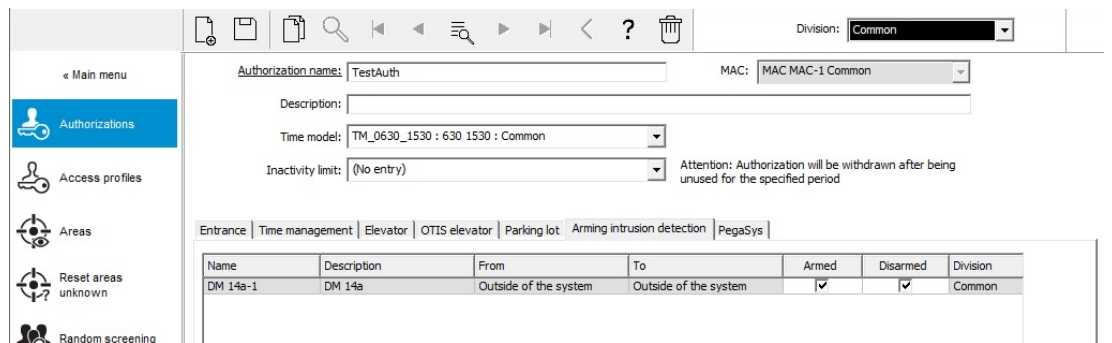 Division: Common
« Main menu
Authorizations
Access profiles
Areas
Reset areas
unknown
Random screening
Authorization name: TestAuth
MAC: MAC MAC-1 Common
Description:
Time model: TM_0630_1530 : 630 1530 : Common
Inactivity limit: (No entry)
Attention: Authorization will be withdrawn after being
unused for the specified period
Entrance Time management Elevator OTIS elevator Parking lot Arming intrusion detection PegaSys
Name Description From To Armed Disarmed Division
DM 14a-1 DM 14a Outside of the system Outside of the system Common